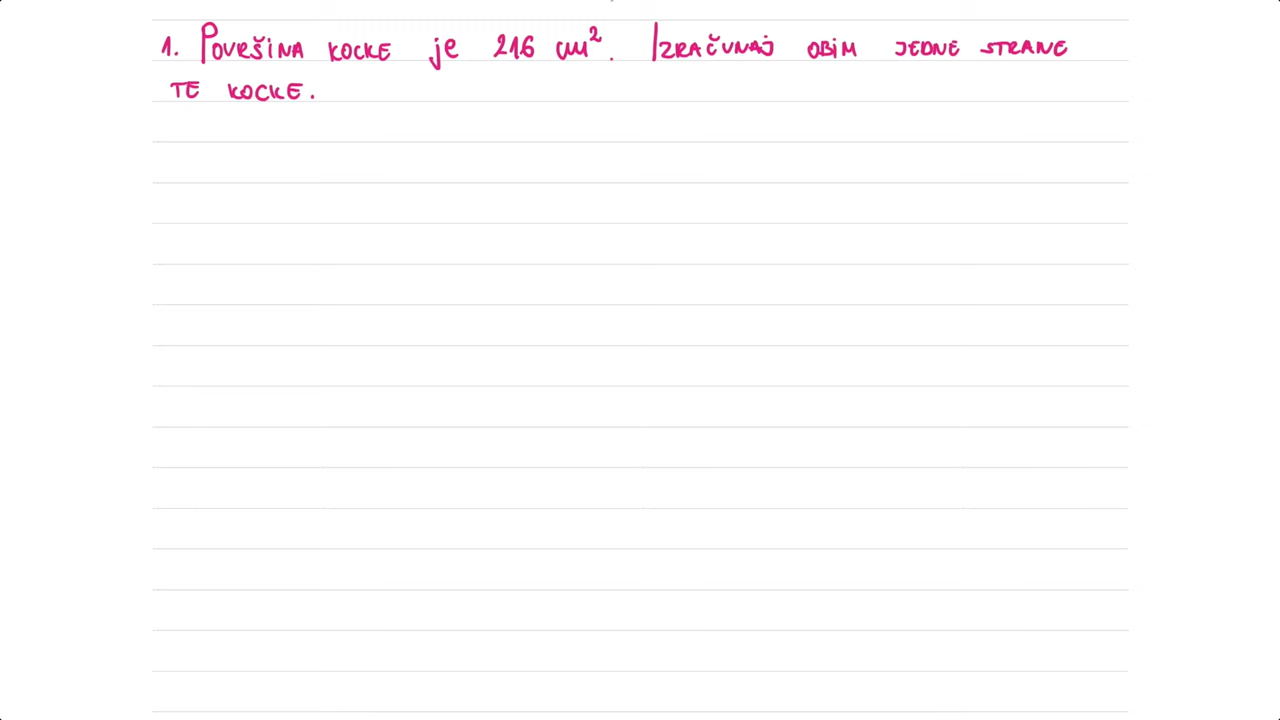 1. Površina kocke je 216 cm². Izračunaj obim jedne strane
te kocke.